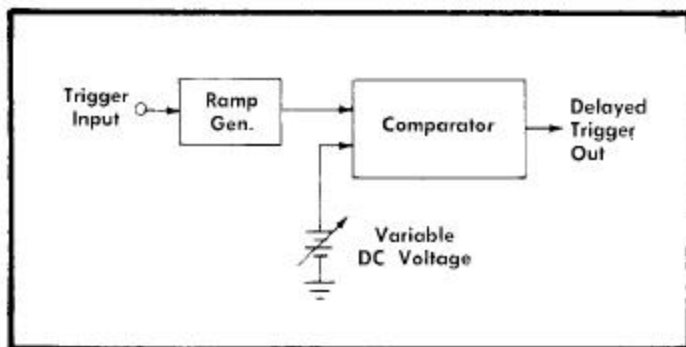 Trigger
Input
Ramp
Gen.
Comparator
Delayed
Trigger
Out
Variable
DC Voltage